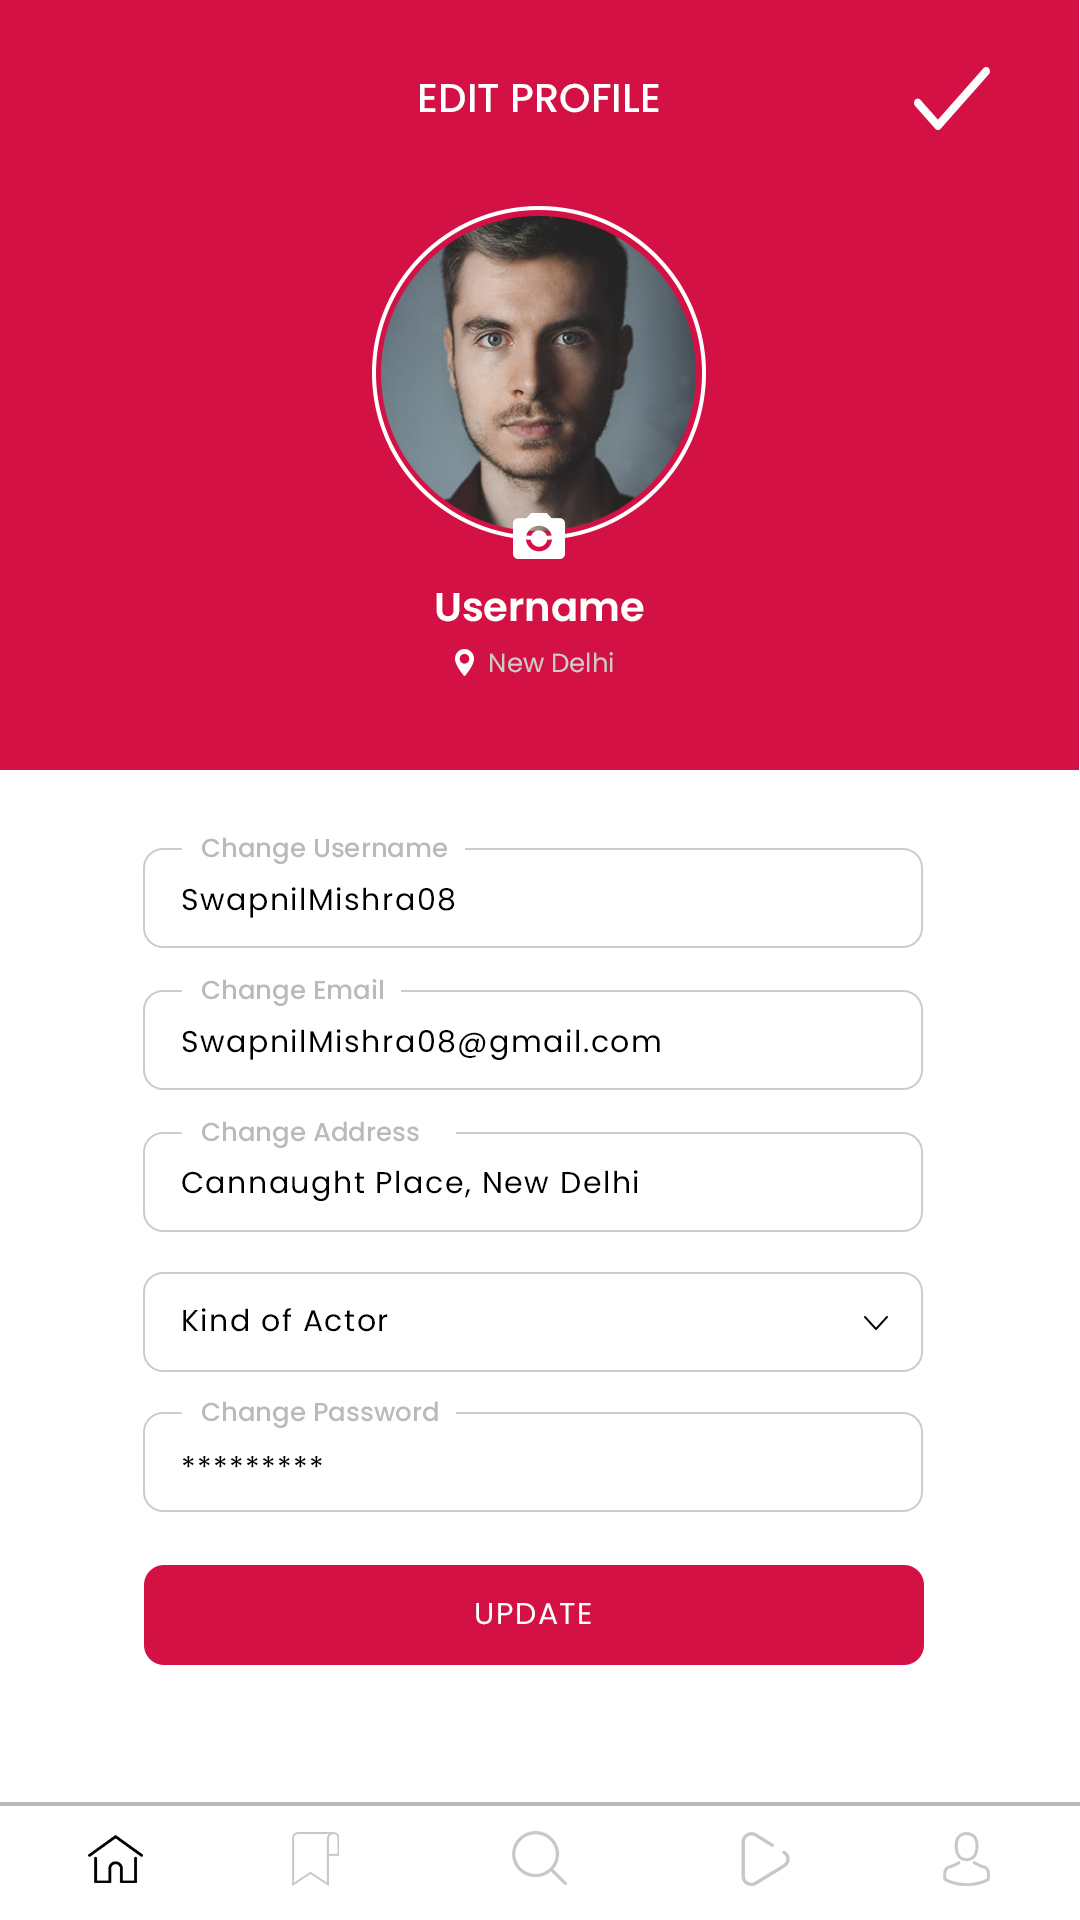 EDIT PROFILE
Username
New Delhi
Change Username
SwapnilMishra08
Change Email
SwapnilMishra08@gmail.com
Change Address
Cannaught Place, New Delhi
Kind of Actor
Change Password
*********
UPDATE